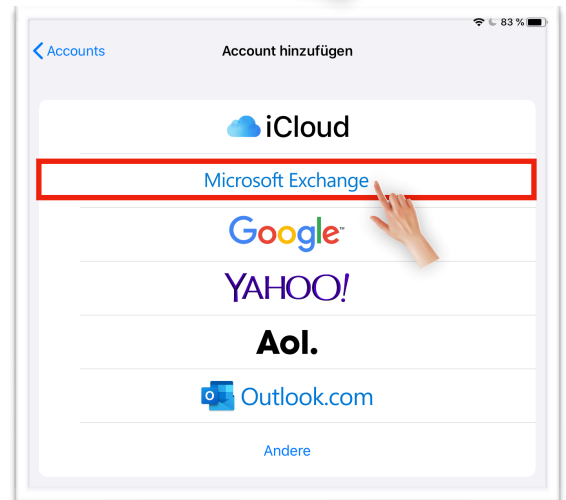 83 %
Accounts
Account hinzufügen
iCloud
Microsoft Exchange
Google
YAHOO!
Aol.
Outlook.com
Andere